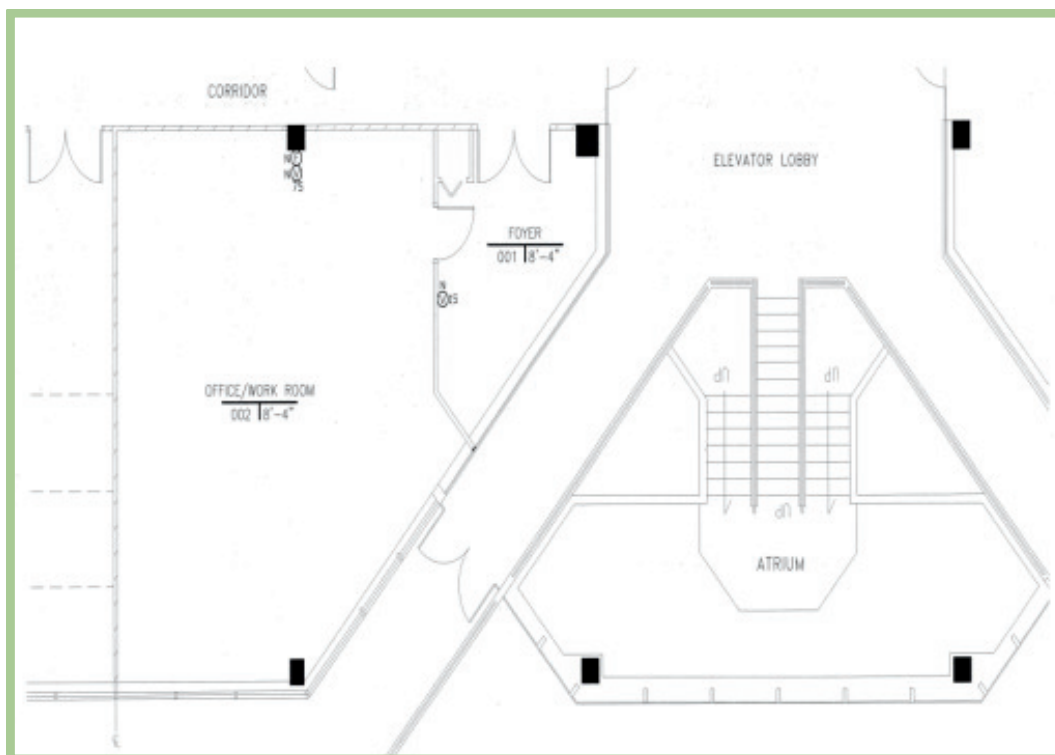 CORRIDOR
ELEVATOR LOBBY
FOYER
001 8'-4"
N
OFFICE/WORK ROOM
002 8'-4"
UP UP
UP
ATRIUM